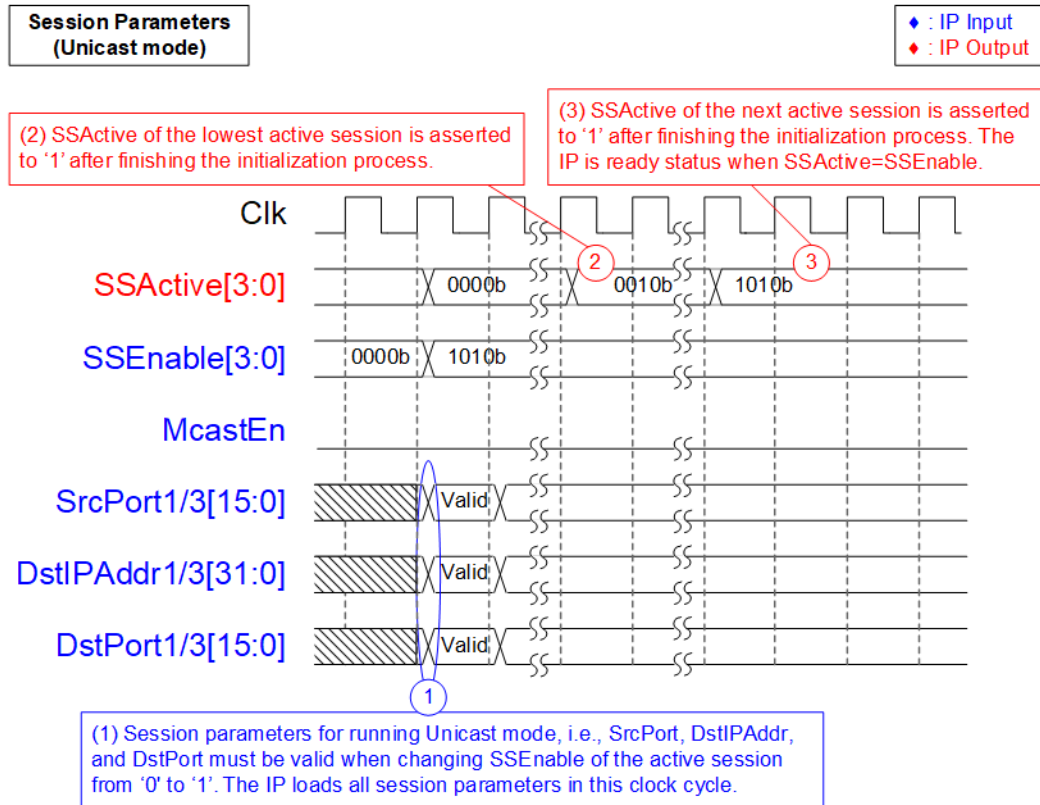 Session Parameters
(Unicast mode)
♦ : IP Input
♦ : IP Output
(2) SSActive of the lowest active session is asserted
to ‘1’ after finishing the initialization process.
(3) SSActive of the next active session is asserted
to ‘1’ after finishing the initialization process. The
IP is ready status when SSActive=SSEnable.
Clk
2
3
SSActive[3:0]
0000b
0010b
1010b
SSEnable[3:0]
0000b
1010b
McastEn
SrcPort1/3[15:0]
Valid
DstIPAddr1/3[31:0]
Valid
DstPort1/3[15:0]
Valid
1
(1) Session parameters for running Unicast mode, i.e., SrcPort, DstIPAddr,
and DstPort must be valid when changing SSEnable of the active session
from ‘0’ to ‘1’. The IP loads all session parameters in this clock cycle.